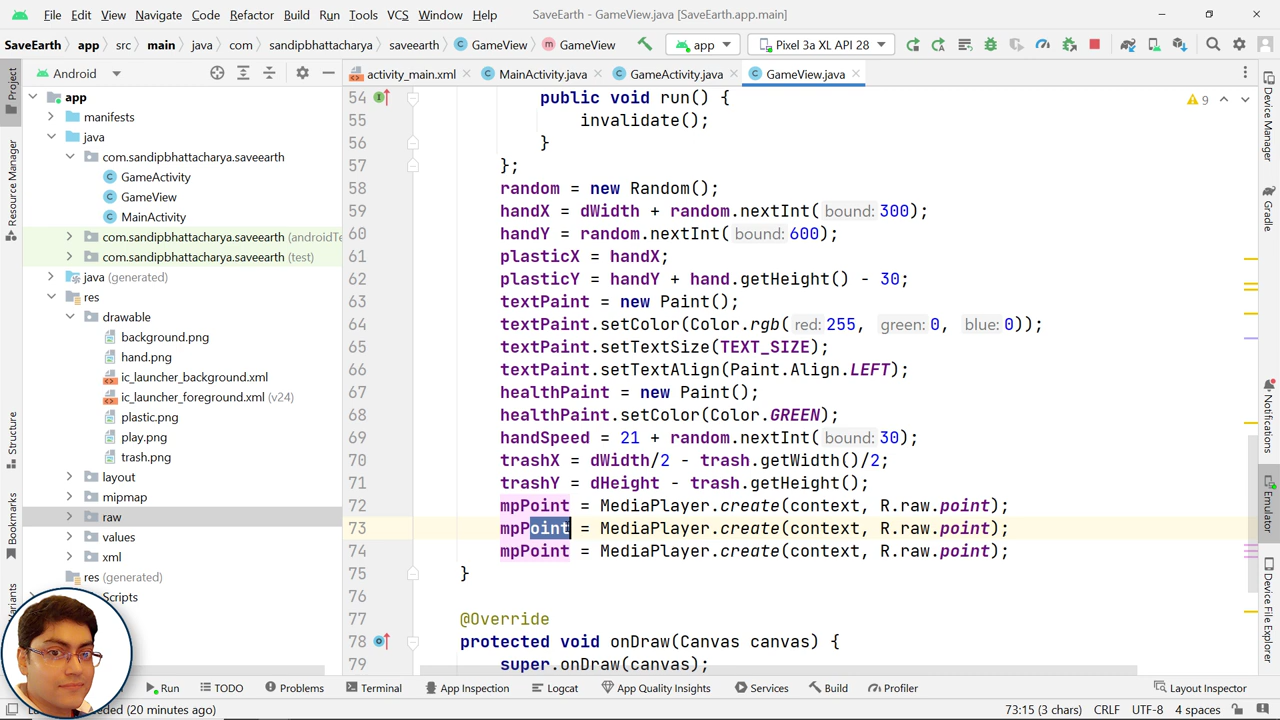 File Edit View Navigate Code Refactor Build Run Tools VCS Window Help SaveEarth - GameView.java [SaveEarth.app.main]
SaveEarth app src main java com sandipbhattacharya saveearth GameView GameView app Pixel 3a XL API 28
Android activity_main.xml MainActivity.java GameActivity.java GameView.java
Project
Resource Manager
Structure
Bookmarks
app
manifests
java
com.sandipbhattacharya.saveearth
GameActivity
GameView
MainActivity
com.sandipbhattacharya.saveearth (androidTe
com.sandipbhattacharya.saveearth (test)
java (generated)
res
drawable
background.png
hand.png
ic_launcher_background.xml
ic_launcher_foreground.xml (v24)
plastic.png
play.png
trash.png
layout
mipmap
raw
values
xml
res (generated)
Scripts
9
54 public void run() {
55 invalidate();
56 }
57 };
58 random = new Random();
59 handX = dWidth + random.nextInt( bound: 300);
60 handY = random.nextInt( bound: 600);
61 plasticX = handX;
62 plasticY = handY + hand.getHeight() - 30;
63 textPaint = new Paint();
64 textPaint.setColor(Color.rgb( red: 255, green: 0, blue: 0));
65 textPaint.setTextSize(TEXT_SIZE);
66 textPaint.setTextAlign(Paint.Align.LEFT);
67 healthPaint = new Paint();
68 healthPaint.setColor(Color.GREEN);
69 handSpeed = 21 + random.nextInt( bound: 30);
70 trashX = dWidth/2 - trash.getWidth()/2;
71 trashY = dHeight - trash.getHeight();
72 mpPoint = MediaPlayer.create(context, R.raw.point);
73 mpPoint = MediaPlayer.create(context, R.raw.point);
74 mpPoint = MediaPlayer.create(context, R.raw.point);
75 }
76
77 @Override
78 protected void onDraw(Canvas canvas) {
79 super.onDraw(canvas);
Device Manager
Gradle
Notifications
Emulator
Device File Explorer
Run TODO Problems Terminal App Inspection Logcat App Quality Insights Services Build Profiler Layout Inspector
(20 minutes ago) 73:15 (3 chars) CRLF UTF-8 4 spaces